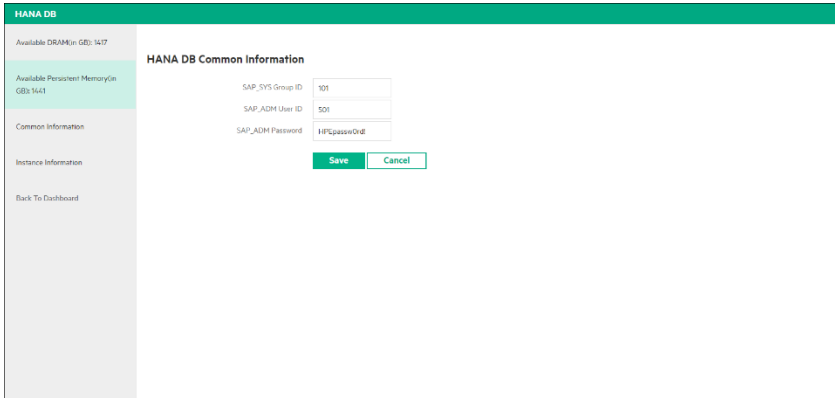 HANA DB
Available DRAM(in GB): 1417
Available Persistent Memory(in
GB): 1441
Common Information
Instance Information
Back To Dashboard
HANA DB Common Information
SAP_SYS Group ID 101
SAP_ADM User ID 501
SAP_ADM Password HPEpassw0rd!
Save Cancel